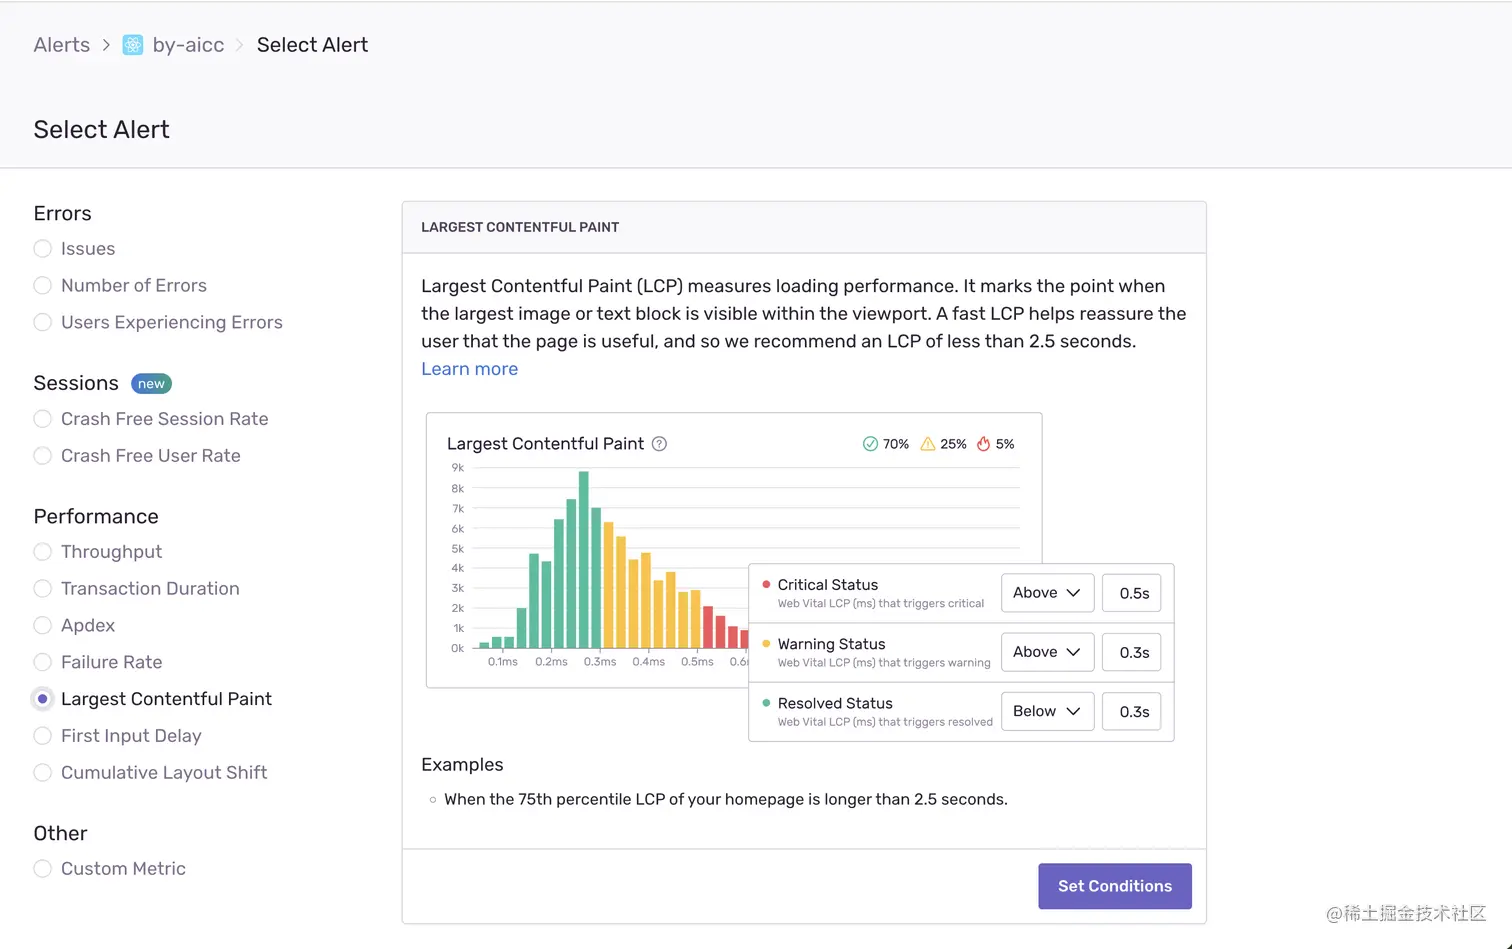 Alerts > by-aicc > Select Alert
Select Alert
Errors
Issues
Number of Errors
Users Experiencing Errors
Sessions new
Crash Free Session Rate
Crash Free User Rate
Performance
Throughput
Transaction Duration
Apdex
Failure Rate
Largest Contentful Paint
First Input Delay
Cumulative Layout Shift
Other
Custom Metric
LARGEST CONTENTFUL PAINT
Largest Contentful Paint (LCP) measures loading performance. It marks the point when
the largest image or text block is visible within the viewport. A fast LCP helps reassure the
user that the page is useful, and so we recommend an LCP of less than 2.5 seconds.
Learn more
Largest Contentful Paint ? 70% 25% 5%
9k
8k
7k
6k
5k
4k
3k
2k
1k
0k
0.1ms 0.2ms 0.3ms 0.4ms 0.5ms
Critical Status Above 0.5s
Web Vital LCP (ms) that triggers critical
Warning Status Above 0.3s
Web Vital LCP (ms) that triggers warning
Resolved Status Below 0.3s
Web Vital LCP (ms) that triggers resolved
Examples
When the 75th percentile LCP of your homepage is longer than 2.5 seconds.
Set Conditions
@稀土掘金技术社区